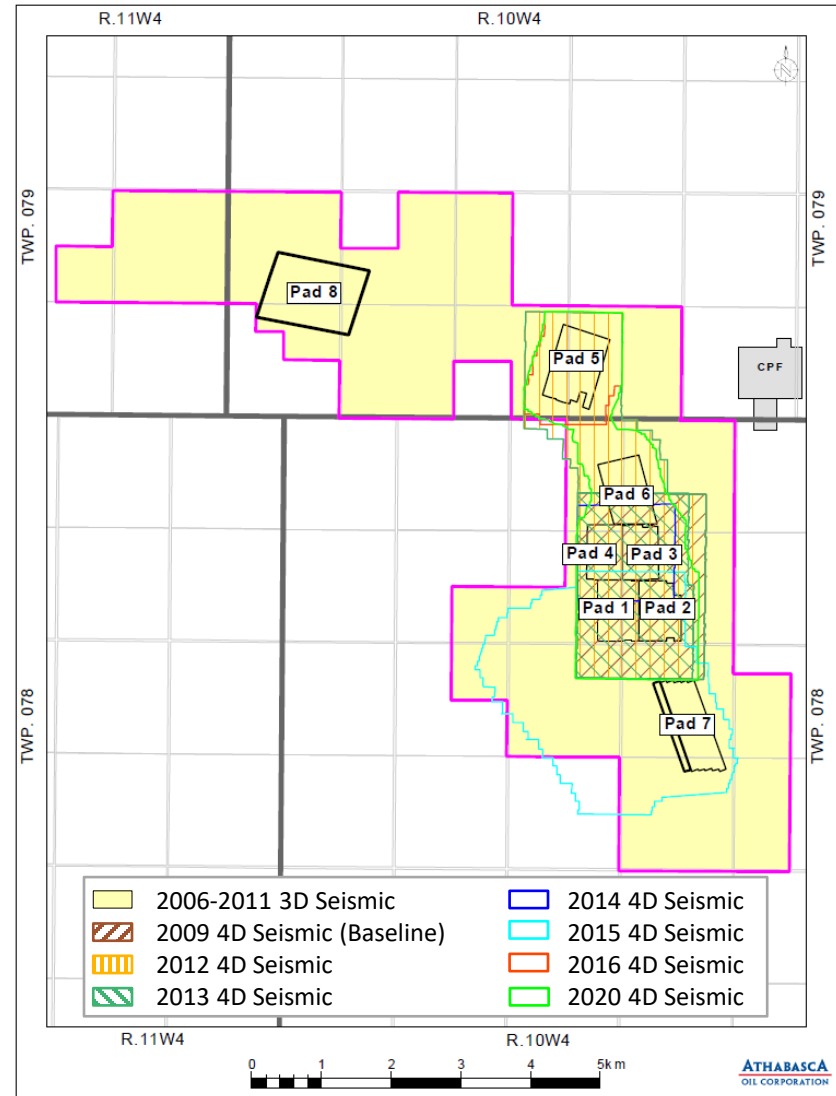 R.11W4 R.10W4
N
TWP. 079 TWP. 079
Pad 8
Pad 5
CPF
Pad 6
Pad 4 Pad 3
Pad 1 Pad 2
TWP. 078 TWP. 078
Pad 7
2006-2011 3D Seismic
2009 4D Seismic (Baseline)
2012 4D Seismic
2013 4D Seismic
2014 4D Seismic
2015 4D Seismic
2016 4D Seismic
2020 4D Seismic
R.11W4 R.10W4
0 1 2 3 4 5km
ATHABASCA
OIL CORPORATION